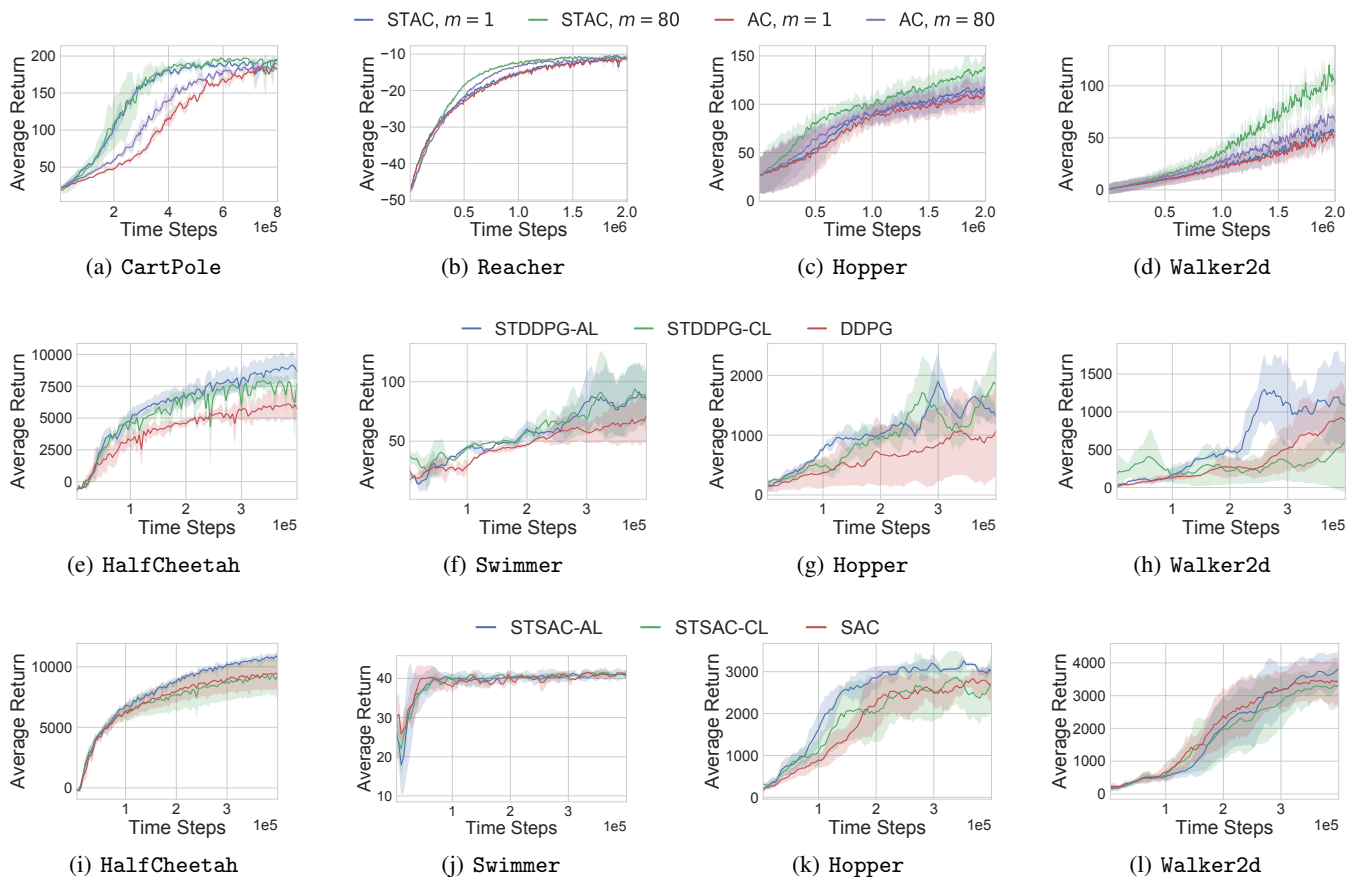 STAC, m = 1 STAC, m = 80 AC, m = 1 AC, m = 80
Average Return
200
150
100
50
2 4 6 8
Time Steps 1e5
(a) CartPole
Average Return
−10
−20
−30
−40
−50
0.5 1.0 1.5 2.0
Time Steps 1e6
(b) Reacher
Average Return
150
100
50
0
0.5 1.0 1.5 2.0
Time Steps 1e6
(c) Hopper
Average Return
100
50
0
0.5 1.0 1.5 2.0
Time Steps 1e6
(d) Walker2d
STDDPG-AL STDDPG-CL DDPG
Average Return
10000
7500
5000
2500
0
1 2 3
Time Steps 1e5
(e) HalfCheetah
Average Return
100
50
1 2 3
Time Steps 1e5
(f) Swimmer
Average Return
2000
1000
0
1 2 3
Time Steps 1e5
(g) Hopper
Average Return
1500
1000
500
0
1 2 3
Time Steps 1e5
(h) Walker2d
STSAC-AL STSAC-CL SAC
Average Return
10000
5000
0
1 2 3
Time Steps 1e5
(i) HalfCheetah
Average Return
40
30
20
10
1 2 3
Time Steps 1e5
(j) Swimmer
Average Return
3000
2000
1000
0
1 2 3
Time Steps 1e5
(k) Hopper
Average Return
4000
3000
2000
1000
0
1 2 3
Time Steps 1e5
(l) Walker2d